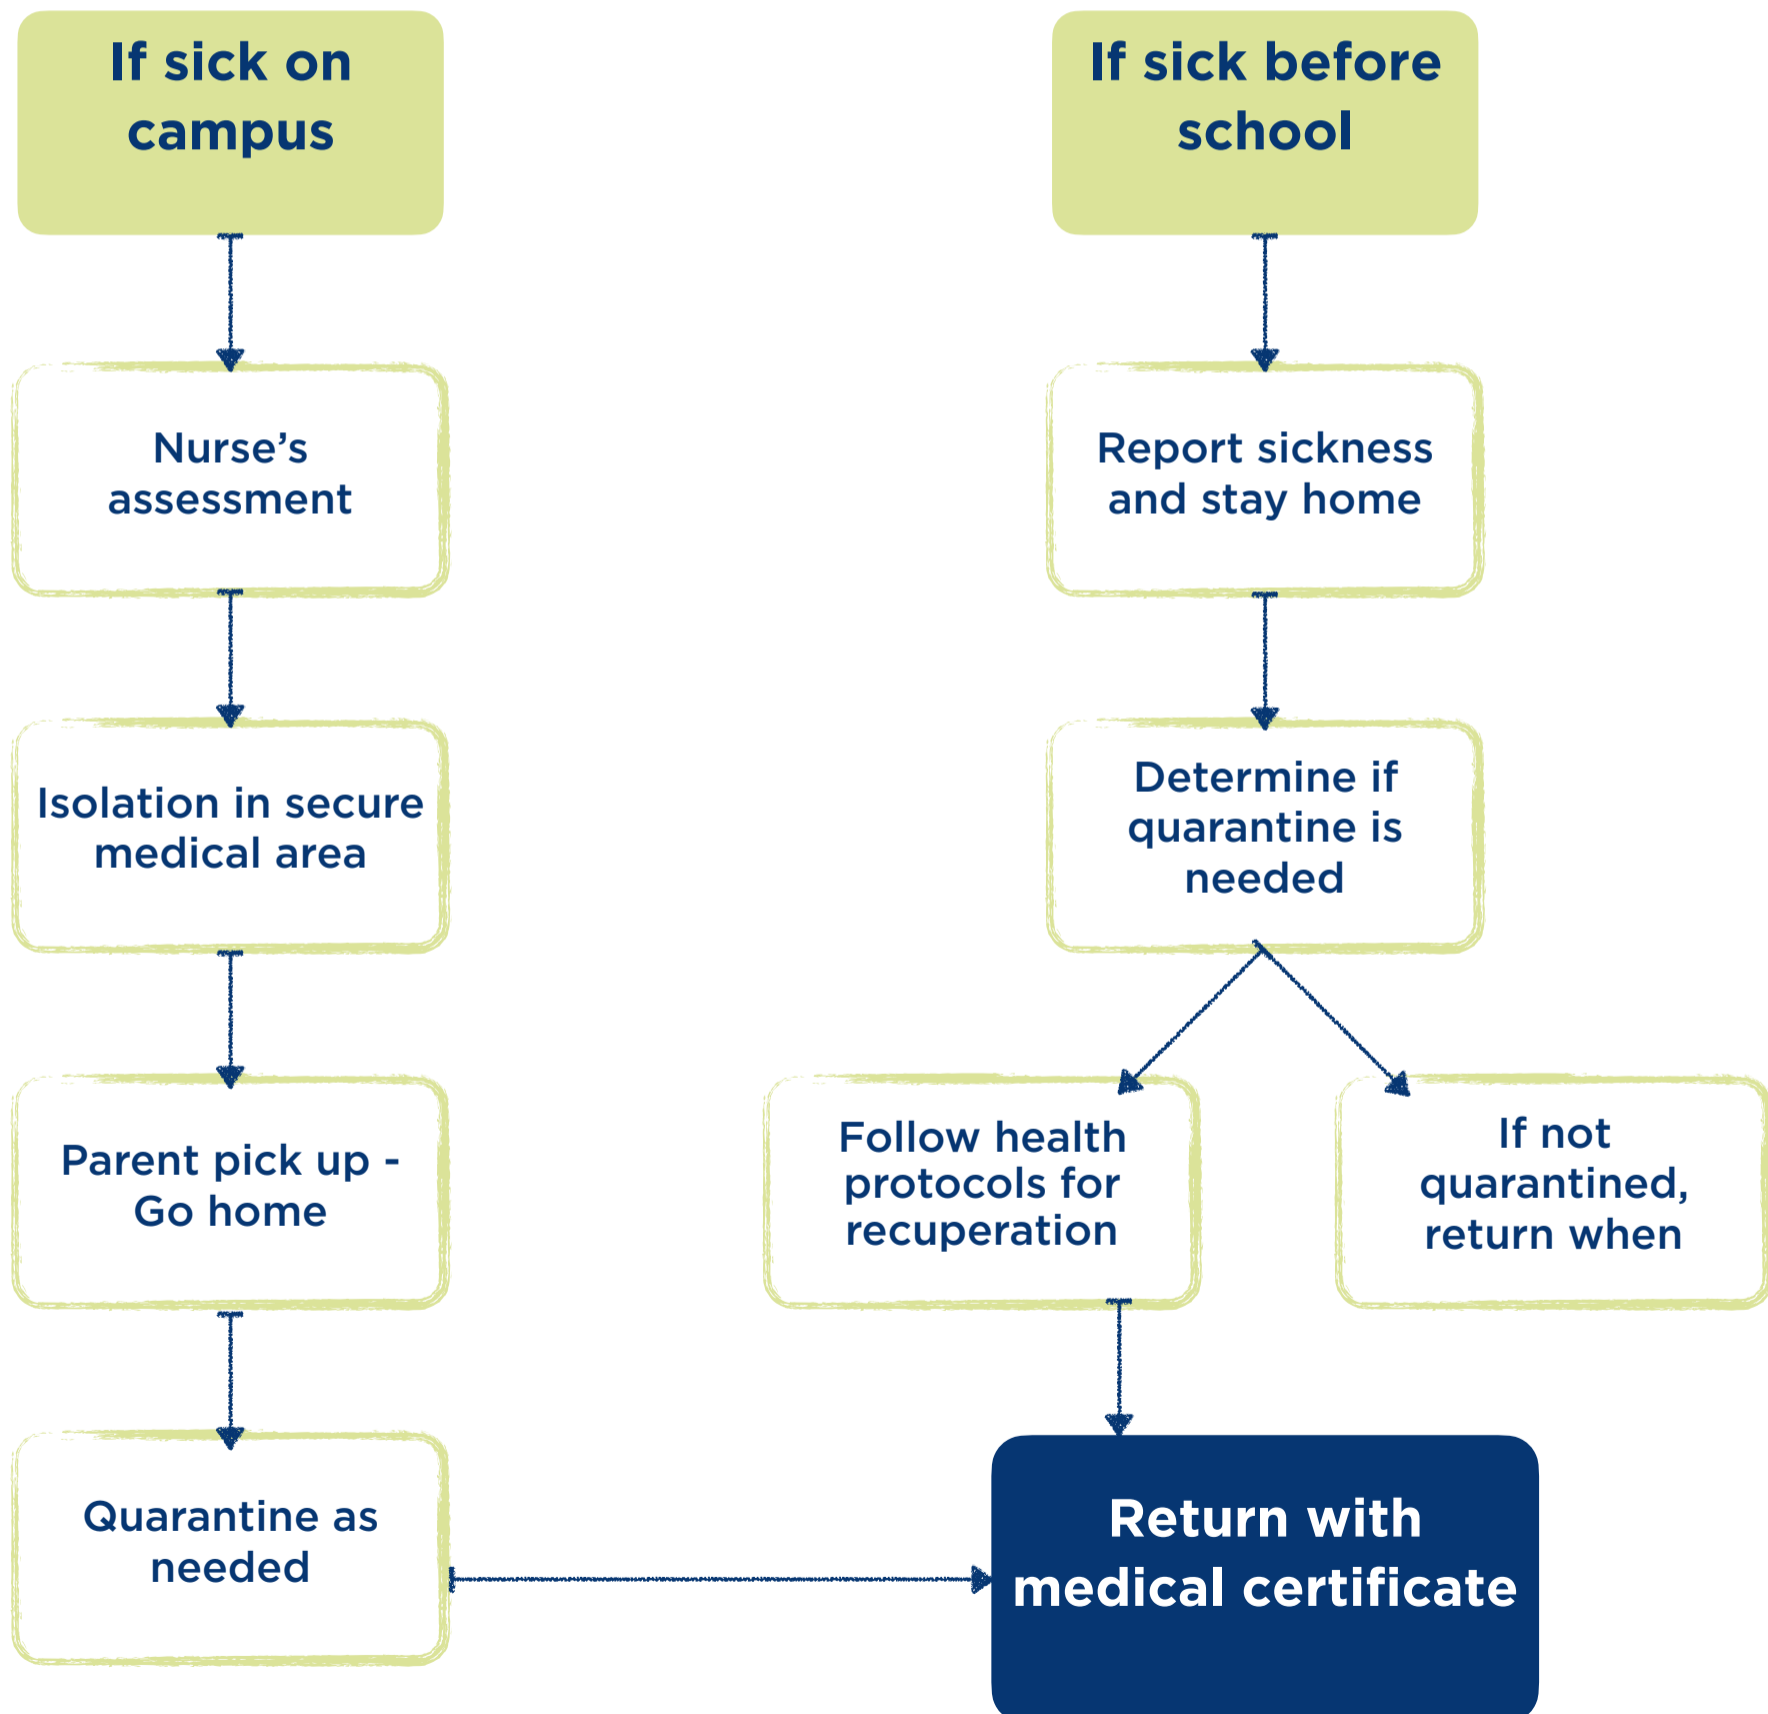 If sick on
campus
If sick before
school
Nurse’s
assessment
Report sickness
and stay home
Isolation in secure
medical area
Determine if
quarantine is
needed
Parent pick up -
Go home
Follow health
protocols for
recuperation
If not
quarantined,
return when
Quarantine as
needed
Return with
medical certificate